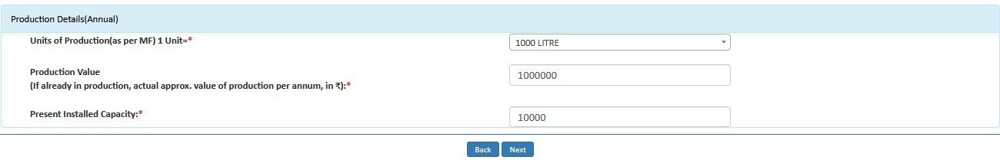 Production Details(Annual)
Units of Production(as per MF) 1 Unit=*
1000 LITRE
Production Value
(If already in production, actual approx. value of production per annum, in ₹):*
1000000
Present Installed Capacity:*
10000
Back Next